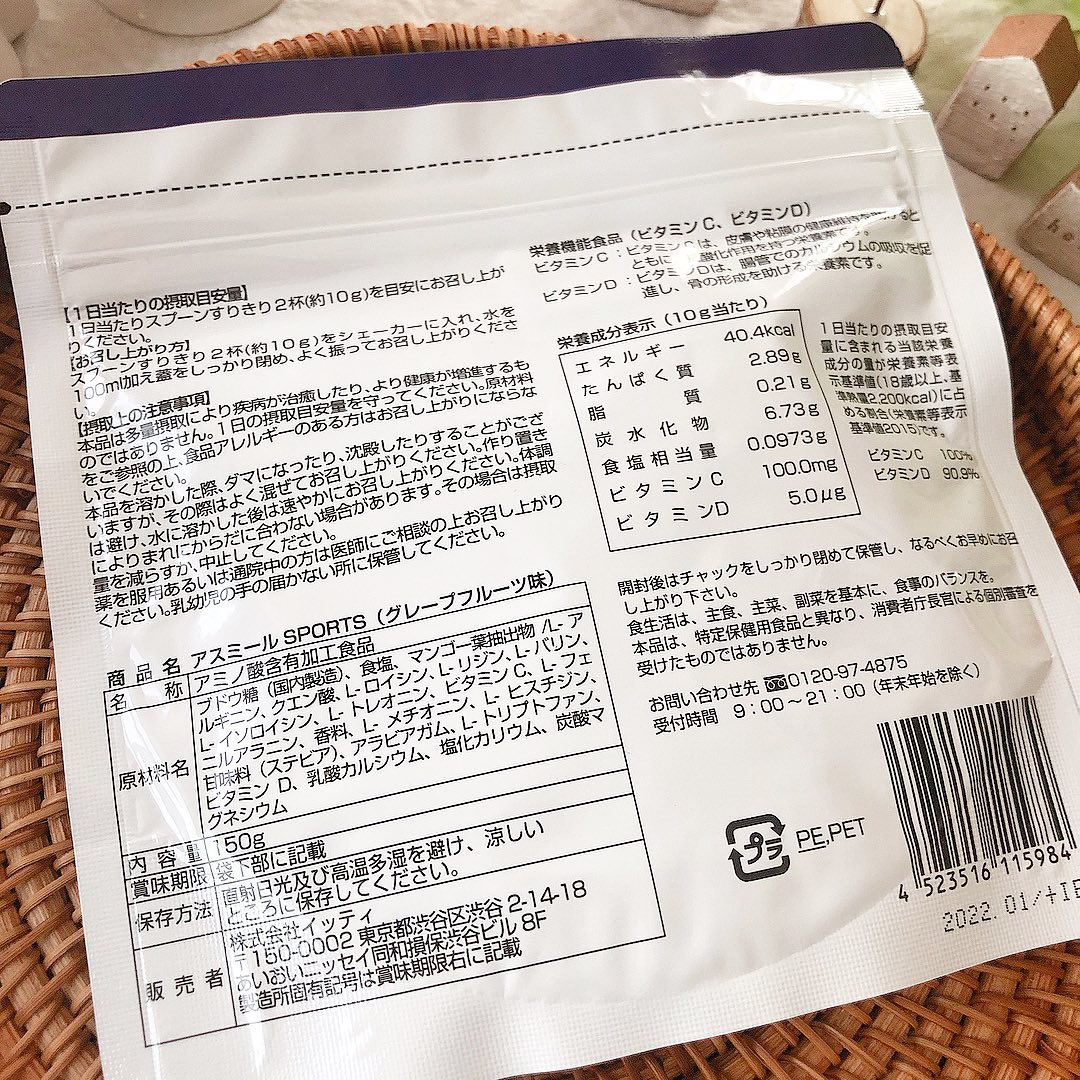 【1日当たりの摂取目安量】
1日当たりスプーンすりきり2杯(約10g)を目安にお召し上が
りください。
【お召し上がり方】
スプーンすりきり2杯(約10g)をシェーカーに入れ、水を
100ml加え蓋をしっかり閉め、よく振ってお召し上がりくださ
い。
【摂取上の注意事項】
本品は多量摂取により疾病が治癒したり、より健康が増進するも
のではありません。1日の摂取目安量を守ってください。原材料
をご参照の上、食品アレルギーのある方はお召し上がりにならな
いでください。
本品を溶かした際、ダマになったり、沈殿したりすることがござ
いますが、その際はよく混ぜてお召し上がりください。作り置き
は避け、水に溶かした後は速やかにお召し上がりください。体調
によりまれにからだに合わない場合があります。その場合は摂取
量を減らすか、中止してください。
薬を服用あるいは通院中の方は医師にご相談の上お召し上がり
ください。乳幼児の手の届かない所に保管してください。
商品名 アスミール SPORTS(グレープフルーツ味)
名称 アミノ酸含有加工食品
原材料名 ブドウ糖(国内製造)、食塩、マンゴー葉抽出物/L-ア
ルギニン、クエン酸、L-ロイシン、L-リジン、L-バリン、
L-イソロイシン、L-トレオニン、ビタミンC、L-フェ
ニルアラニン、香料、L-メチオニン、L-ヒスチジン、
甘味料(ステビア)、アラビアガム、L-トリプトファン、
ビタミンD、乳酸カルシウム、塩化カリウム、炭酸マ
グネシウム
内容量 150g
賞味期限 袋下部に記載
保存方法 直射日光及び高温多湿を避け、涼しい
ところに保存してください。
販売者 株式会社イッティ
〒150-0002 東京都渋谷区渋谷 2-14-18
あいおいニッセイ同和損保渋谷ビル 8F
製造所固有記号は賞味期限右に記載
栄養機能食品(ビタミンC、ビタミンD)
ビタミンC:ビタミンCは、皮膚や粘膜の健康維持を助けると
ともに、抗酸化作用を持つ栄養素です。
ビタミンD:ビタミンDは、腸管でのカルシウムの吸収を促
進し、骨の形成を助ける栄養素です。
栄養成分表示(10g当たり)
エネルギー 40.4kcal
たんぱく質 2.89g
脂質 0.21g
炭水化物 6.73g
食塩相当量 0.0973g
ビタミンC 100.0mg
ビタミンD 5.0μg
1日当たりの摂取目安
量に含まれる当該栄養
成分の量が栄養素等表
示基準値(18歳以上、基
準熱量2,200kcal)に占
める割合(栄養素等表示
基準値2015)です。
ビタミンC 100%
ビタミンD 90.9%
開封後はチャックをしっかり閉めて保管し、なるべくお早めにお召
し上がり下さい。
食生活は、主食、主菜、副菜を基本に、食事のバランスを。
本品は、特定保健用食品と異なり、消費者庁長官による個別審査を
受けたものではありません。
お問い合わせ先 0120-97-4875
受付時間 9:00~21:00(年末年始を除く)
プラ PE,PET
4 523516 115984
2022.01/+IE